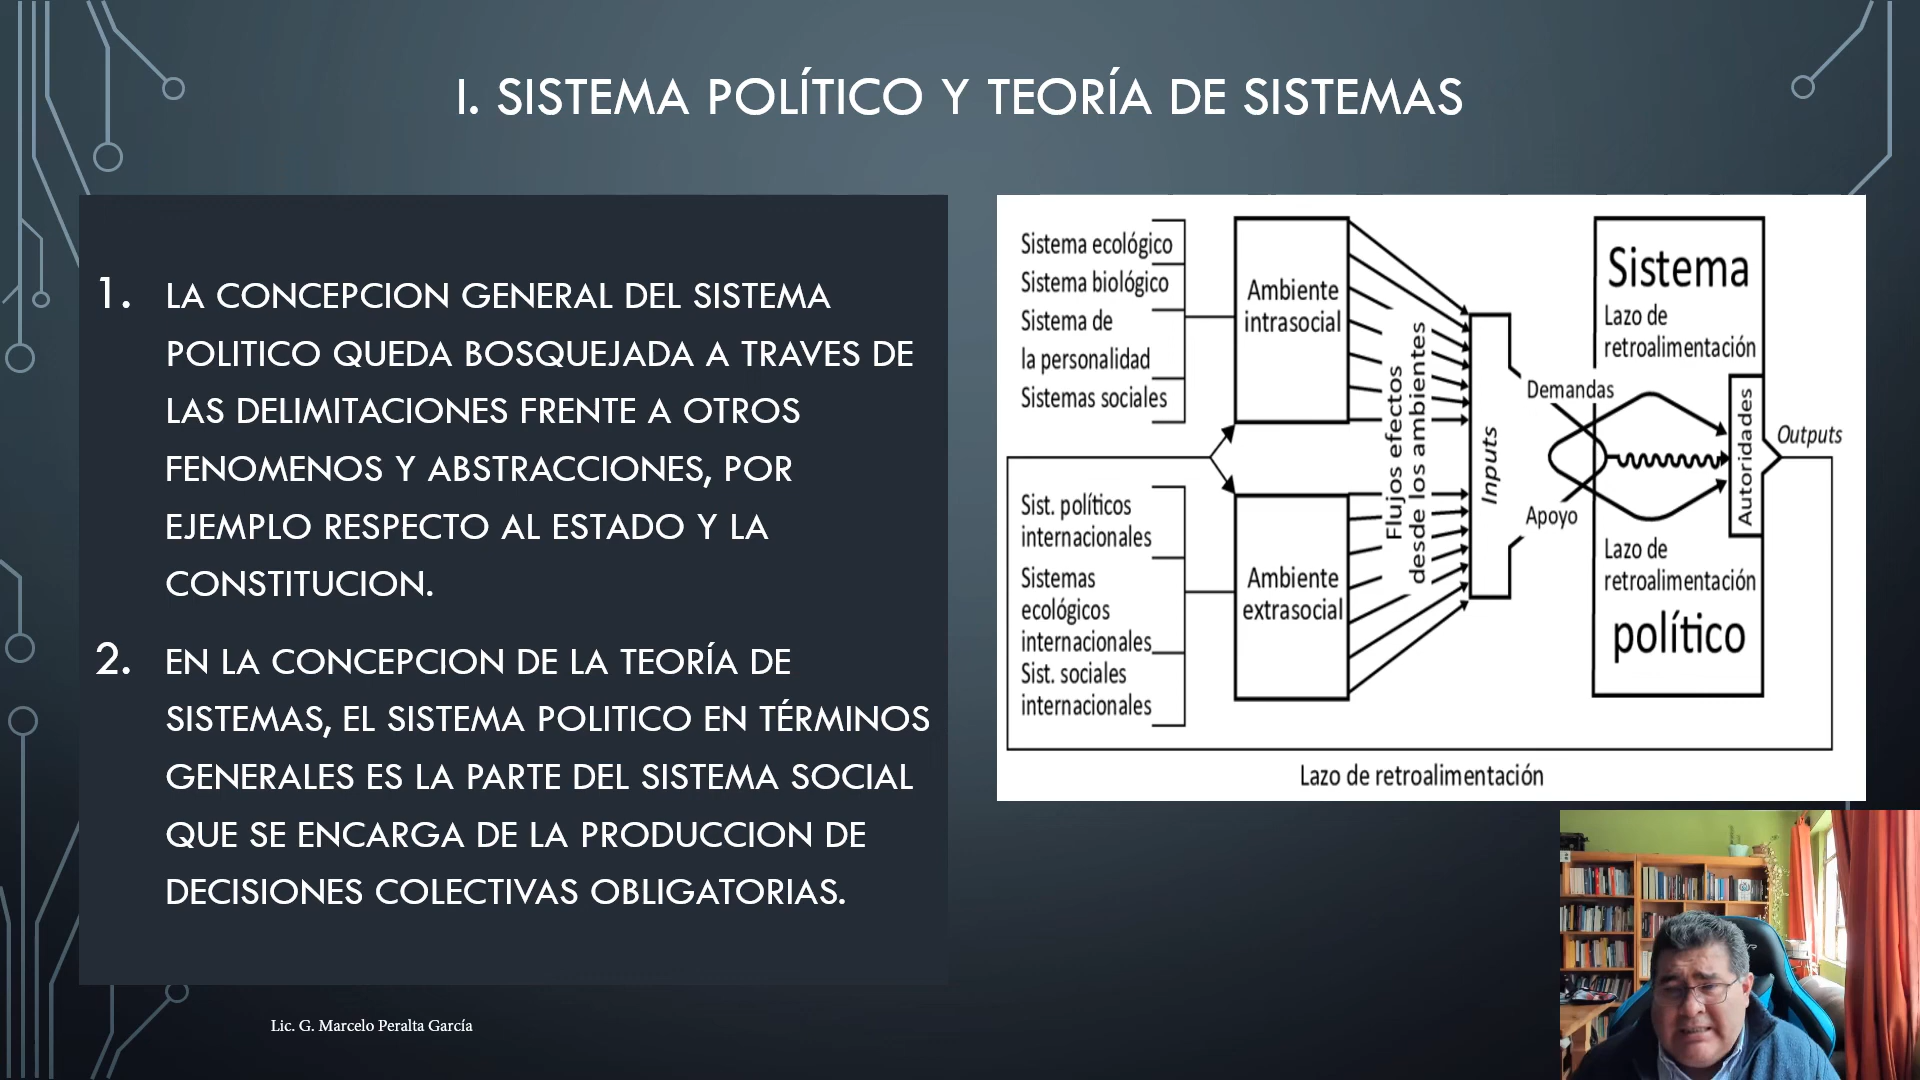 I. SISTEMA POLÍTICO Y TEORÍA DE SISTEMAS
1. LA CONCEPCION GENERAL DEL SISTEMA
POLITICO QUEDA BOSQUEJADA A TRAVES DE
LAS DELIMITACIONES FRENTE A OTROS
FENOMENOS Y ABSTRACCIONES, POR
EJEMPLO RESPECTO AL ESTADO Y LA
CONSTITUCION.
2. EN LA CONCEPCION DE LA TEORÍA DE
SISTEMAS, EL SISTEMA POLITICO EN TÉRMINOS
GENERALES ES LA PARTE DEL SISTEMA SOCIAL
QUE SE ENCARGA DE LA PRODUCCION DE
DECISIONES COLECTIVAS OBLIGATORIAS.
Sistema ecológico
Sistema biológico
Sistema de
la personalidad
Sistemas sociales
Sist. políticos
internacionales
Sistemas
ecológicos
internacionales
Sist. sociales
internacionales
Ambiente
intrasocial
Ambiente
extrasocial
Flujos efectos
desde los ambientes
Inputs
Demandas
Apoyo
Sistema
Lazo de
retroalimentación
Lazo de
retroalimentación
político
Autoridades
Outputs
Lazo de retroalimentación
Lic. G. Marcelo Peralta García